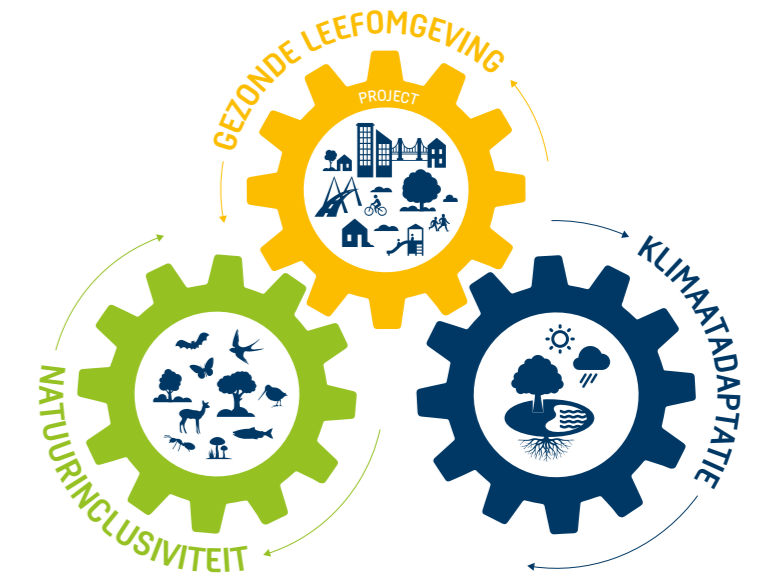 GEZONDE LEEFOMGEVING
PROJECT
KLIMAATADAPTATIE
NATUURINCLUSIVITEIT